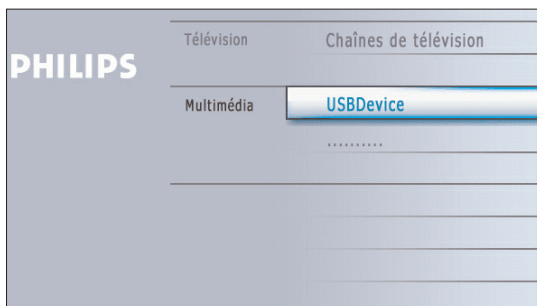 Télévision Chaînes de télévision
PHILIPS
Multimédia USBDevice
..........